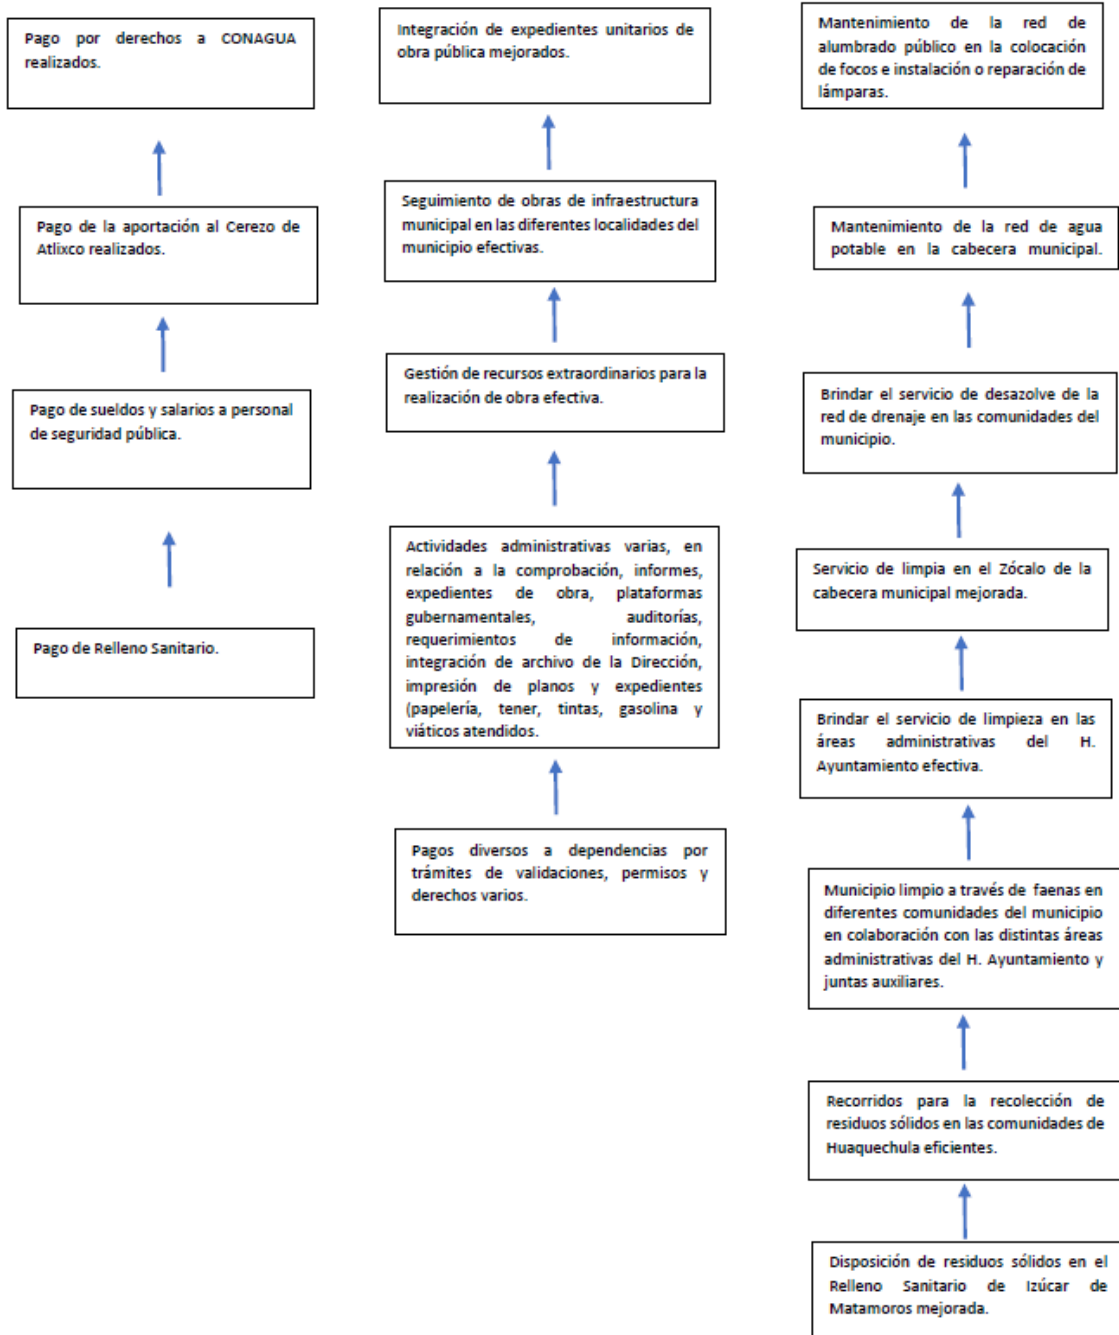 Pago por derechos a CONAGUA
realizados.
Pago de la aportación al Cerezo de
Atlixco realizados.
Pago de sueldos y salarios a personal
de seguridad pública.
Pago de Relleno Sanitario.
Integración de expedientes unitarios de
obra pública mejorados.
Seguimiento de obras de infraestructura
municipal en las diferentes localidades del
municipio efectivas.
Gestión de recursos extraordinarios para la
realización de obra efectiva.
Actividades administrativas varias, en
relación a la comprobación, informes,
expedientes de obra, plataformas
gubernamentales, auditorías,
requerimientos de información,
integración de archivo de la Dirección,
impresión de planos y expedientes
(papelería, tener, tintas, gasolina y
viáticos atendidos.
Pagos diversos a dependencias por
trámites de validaciones, permisos y
derechos varios.
Mantenimiento de la red de
alumbrado público en la colocación
de focos e instalación o reparación de
lámparas.
Mantenimiento de la red de agua
potable en la cabecera municipal.
Brindar el servicio de desazolve de la
red de drenaje en las comunidades del
municipio.
Servicio de limpia en el Zócalo de la
cabecera municipal mejorada.
Brindar el servicio de limpieza en las
áreas administrativas del H.
Ayuntamiento efectiva.
Municipio limpio a través de faenas en
diferentes comunidades del municipio
en colaboración con las distintas áreas
administrativas del H. Ayuntamiento y
juntas auxiliares.
Recorridos para la recolección de
residuos sólidos en las comunidades de
Huaquechula eficientes.
Disposición de residuos sólidos en el
Relleno Sanitario de Izúcar de
Matamoros mejorada.